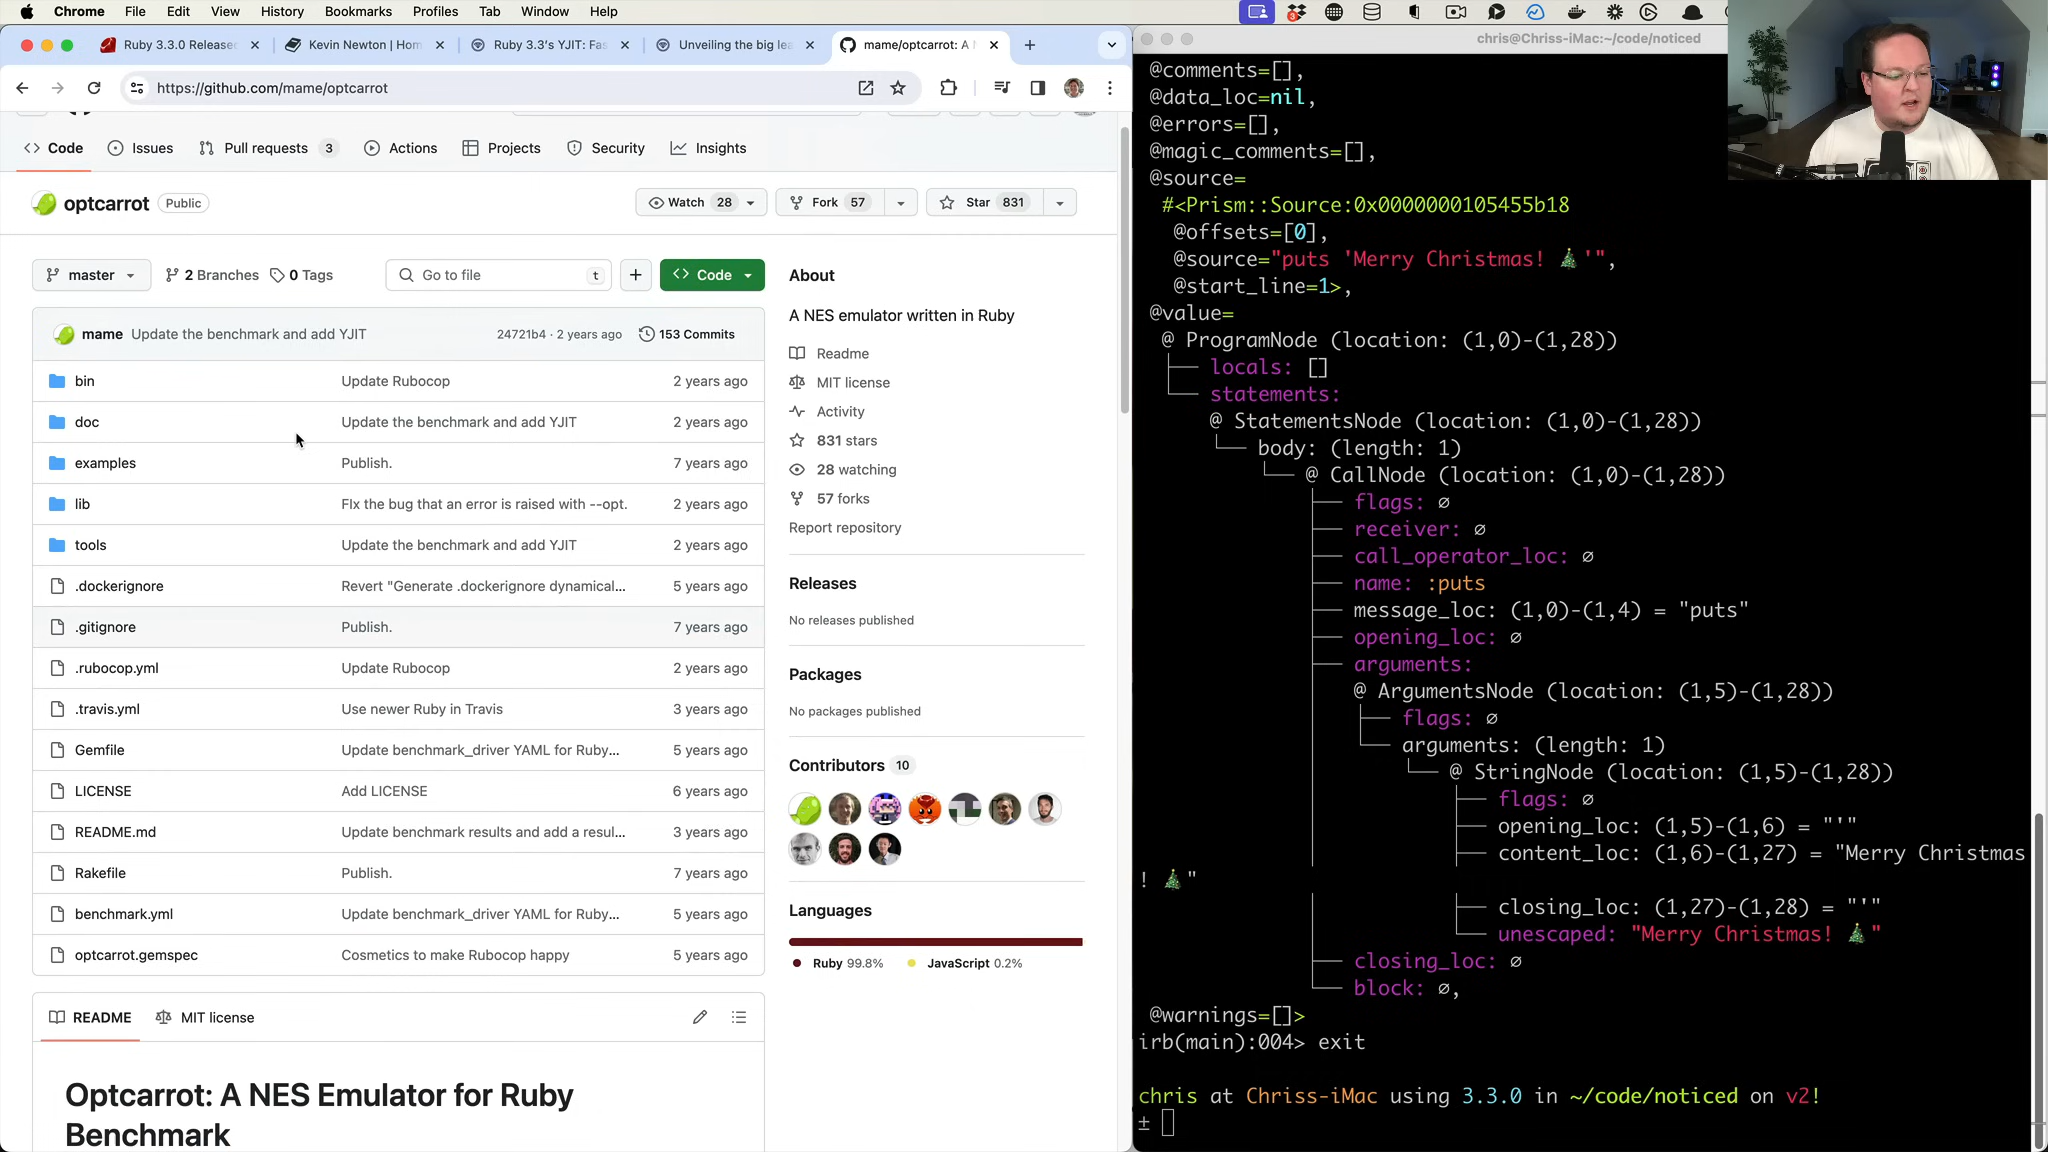 Chrome File Edit View History Bookmarks Profiles Tab Window Help
Ruby 3.3.0 Release
Kevin Newton | Hom
Ruby 3.3's YJIT: Fas
Unveiling the big lea
mame/optcarrot: A N
chris@Chriss-iMac:~/code/noticed
https://github.com/mame/optcarrot
Code
Issues
Pull requests 3
Actions
Projects
Security
Insights
optcarrot Public
Watch 28
Fork 57
Star 831
master
2 Branches
0 Tags
Go to file t
Code
mame Update the benchmark and add YJIT 24721b4 · 2 years ago 153 Commits
bin Update Rubocop 2 years ago
doc Update the benchmark and add YJIT 2 years ago
examples Publish. 7 years ago
lib FIx the bug that an error is raised with --opt. 2 years ago
tools Update the benchmark and add YJIT 2 years ago
.dockerignore Revert "Generate .dockerignore dynamical... 5 years ago
.gitignore Publish. 7 years ago
.rubocop.yml Update Rubocop 2 years ago
.travis.yml Use newer Ruby in Travis 3 years ago
Gemfile Update benchmark_driver YAML for Ruby... 5 years ago
LICENSE Add LICENSE 6 years ago
README.md Update benchmark results and add a resul... 3 years ago
Rakefile Publish. 7 years ago
benchmark.yml Update benchmark_driver YAML for Ruby... 5 years ago
optcarrot.gemspec Cosmetics to make Rubocop happy 5 years ago
README MIT license
Optcarrot: A NES Emulator for Ruby
Benchmark
About
A NES emulator written in Ruby
Readme
MIT license
Activity
831 stars
28 watching
57 forks
Report repository
Releases
No releases published
Packages
No packages published
Contributors 10
Languages
Ruby 99.8% JavaScript 0.2%
@comments=[],
@data_loc=nil,
@errors=[],
@magic_comments=[],
@source=
#<Prism::Source:0x0000000105455b18
@offsets=[0],
@source="puts 'Merry Christmas! 🎄'",
@start_line=1>,
@value=
@ ProgramNode (location: (1,0)-(1,28))
├── locals: []
└── statements:
@ StatementsNode (location: (1,0)-(1,28))
└── body: (length: 1)
└── @ CallNode (location: (1,0)-(1,28))
├── flags: ∅
├── receiver: ∅
├── call_operator_loc: ∅
├── name: :puts
├── message_loc: (1,0)-(1,4) = "puts"
├── opening_loc: ∅
├── arguments:
│ @ ArgumentsNode (location: (1,5)-(1,28))
│ ├── flags: ∅
│ └── arguments: (length: 1)
│ └── @ StringNode (location: (1,5)-(1,28))
│ ├── flags: ∅
│ ├── opening_loc: (1,5)-(1,6) = "'"
│ ├── content_loc: (1,6)-(1,27) = "Merry Christmas
! 🎄"
│ ├── closing_loc: (1,27)-(1,28) = "'"
│ └── unescaped: "Merry Christmas! 🎄"
├── closing_loc: ∅
└── block: ∅,
@warnings=[]>
irb(main):004> exit
chris at Chriss-iMac using 3.3.0 in ~/code/noticed on v2!
±